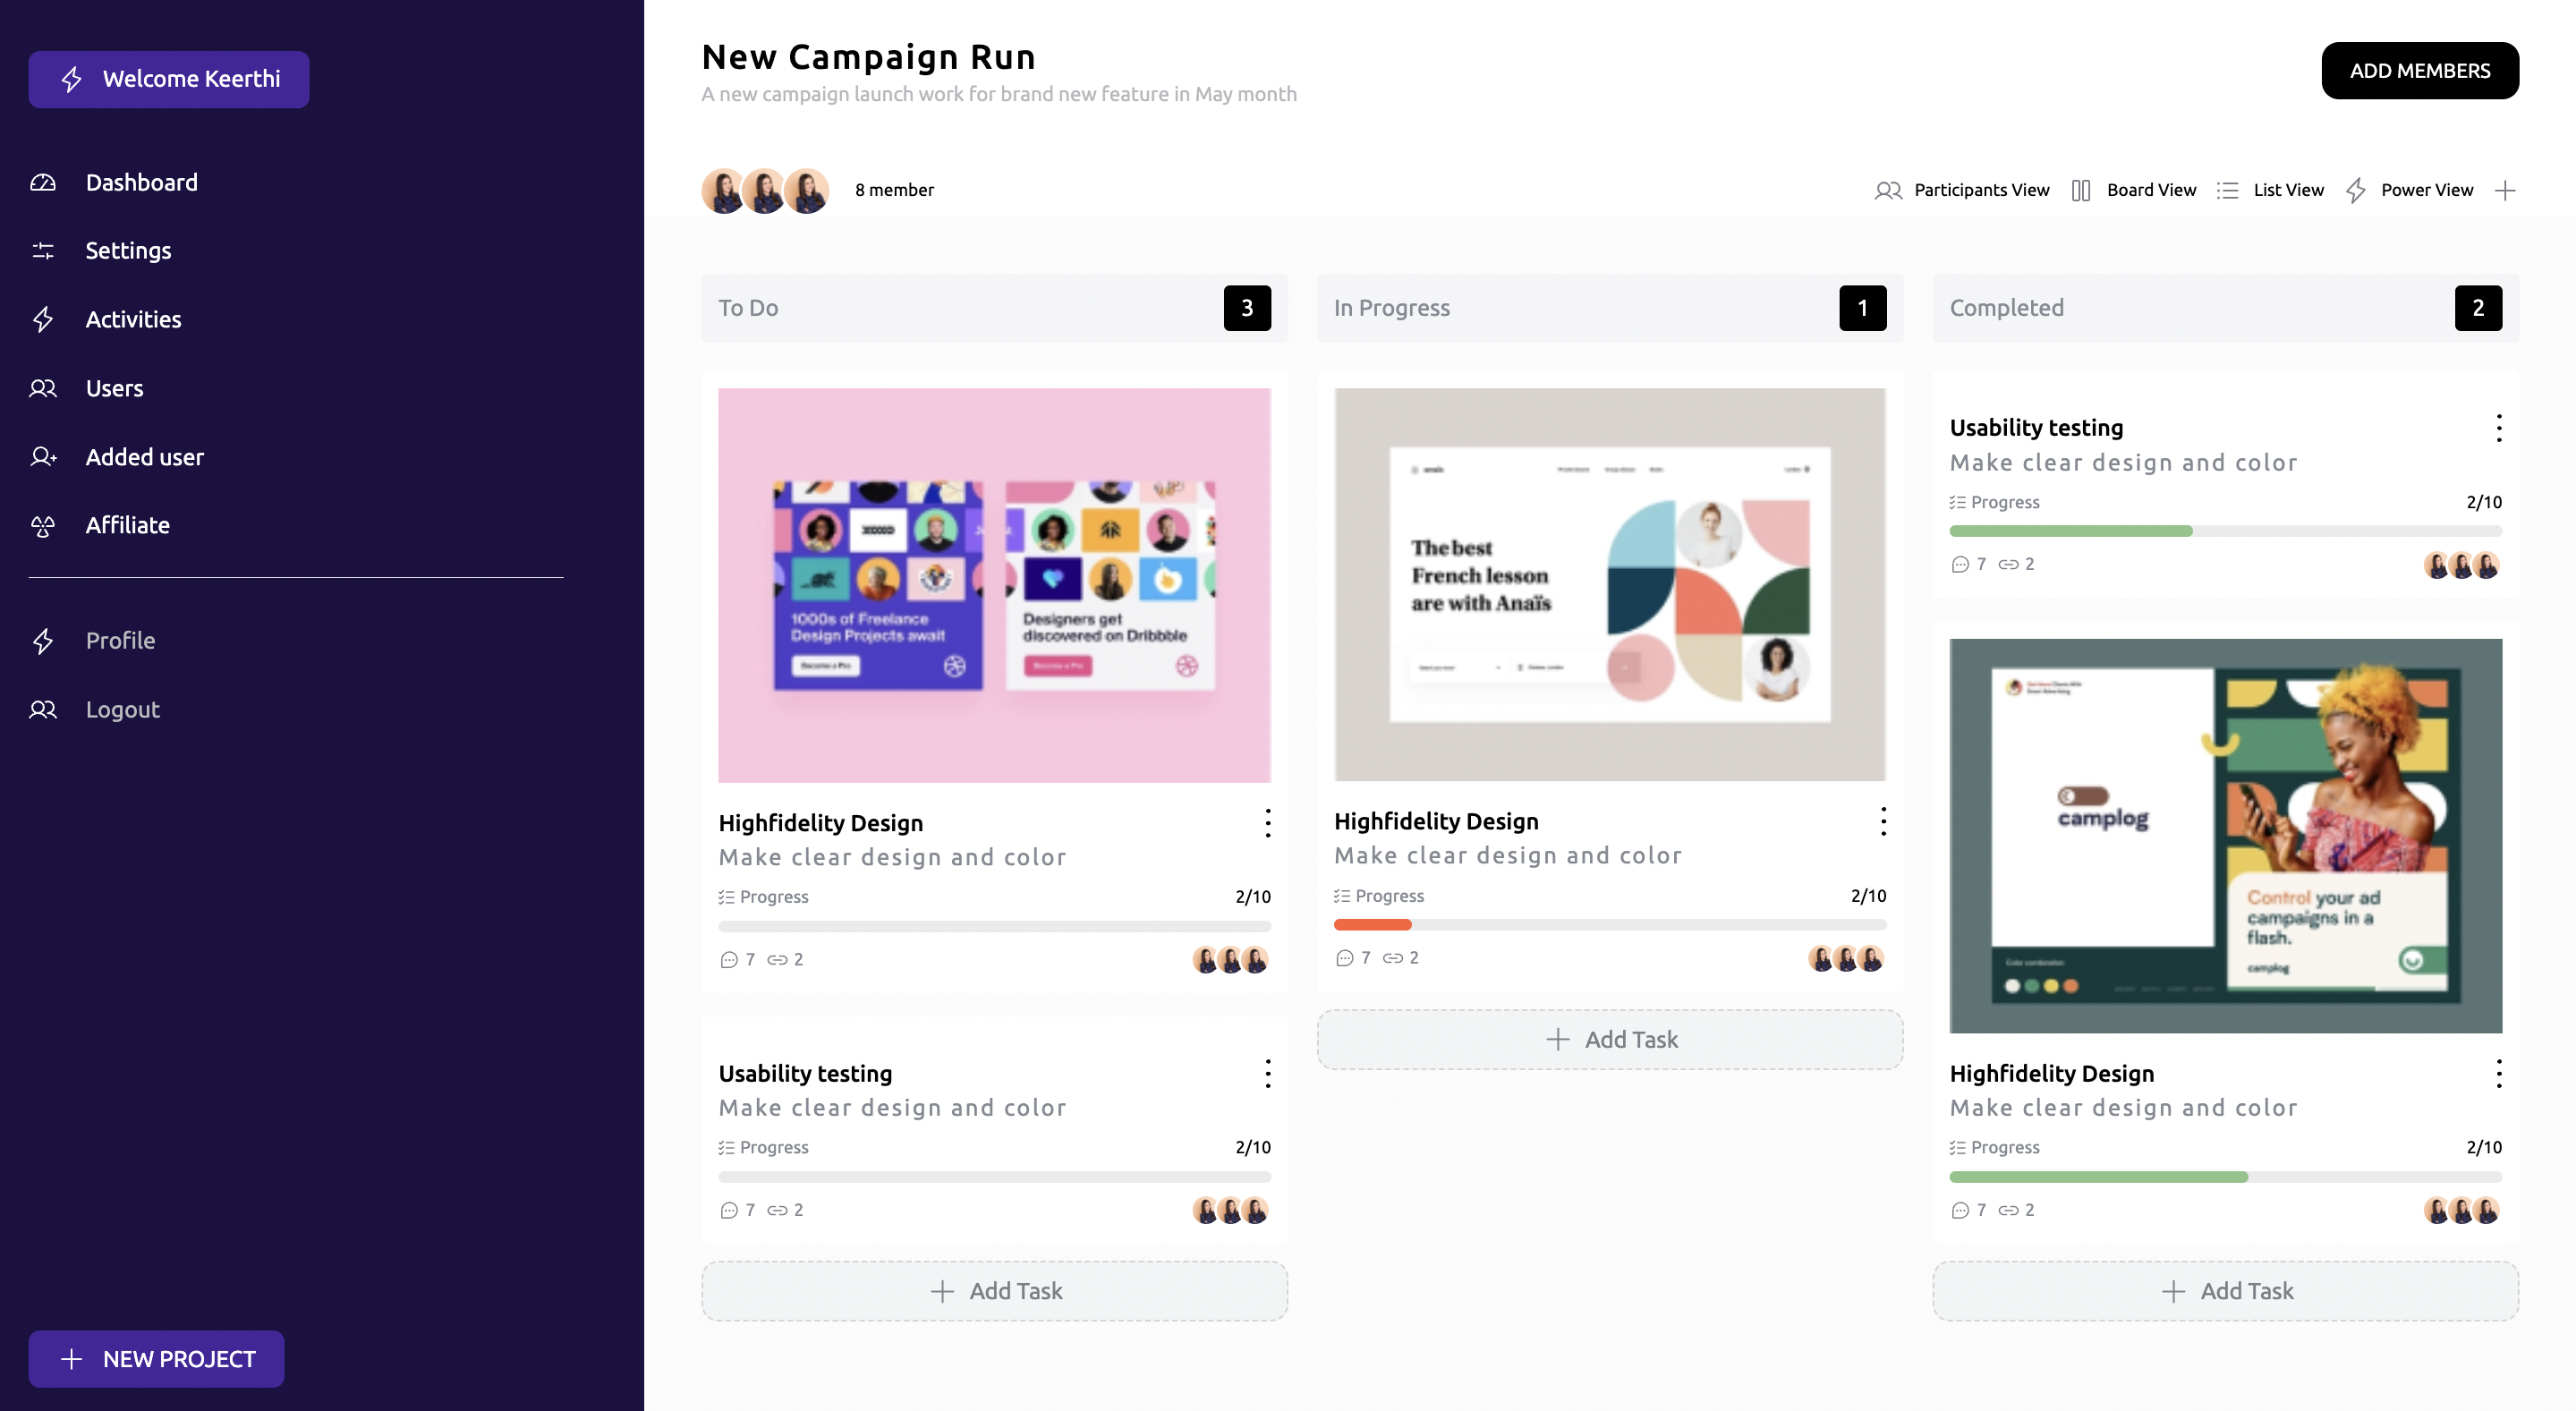 Welcome Keerthi
Dashboard
Settings
Activities
Users
Added user
Affiliate
Profile
Logout
NEW PROJECT
New Campaign Run
A new campaign launch work for brand new feature in May month
ADD MEMBERS
8 member
Participants View
Board View
List View
Power View
To Do
3
1000s of Freelance
Design Projects await
Become a Pro
Designers get
discovered on Dribbble
Become a Pro
Highfidelity Design
Make clear design and color
Progress
2/10
7
2
Usability testing
Make clear design and color
Progress
2/10
7
2
Add Task
In Progress
1
anaïs
The best
French lesson
are with Anaïs
Highfidelity Design
Make clear design and color
Progress
2/10
7
2
Add Task
Completed
2
Usability testing
Make clear design and color
Progress
2/10
7
2
camplog
Color combination
Control your ad
campaigns in a
flash.
camplog
Highfidelity Design
Make clear design and color
Progress
2/10
7
2
Add Task